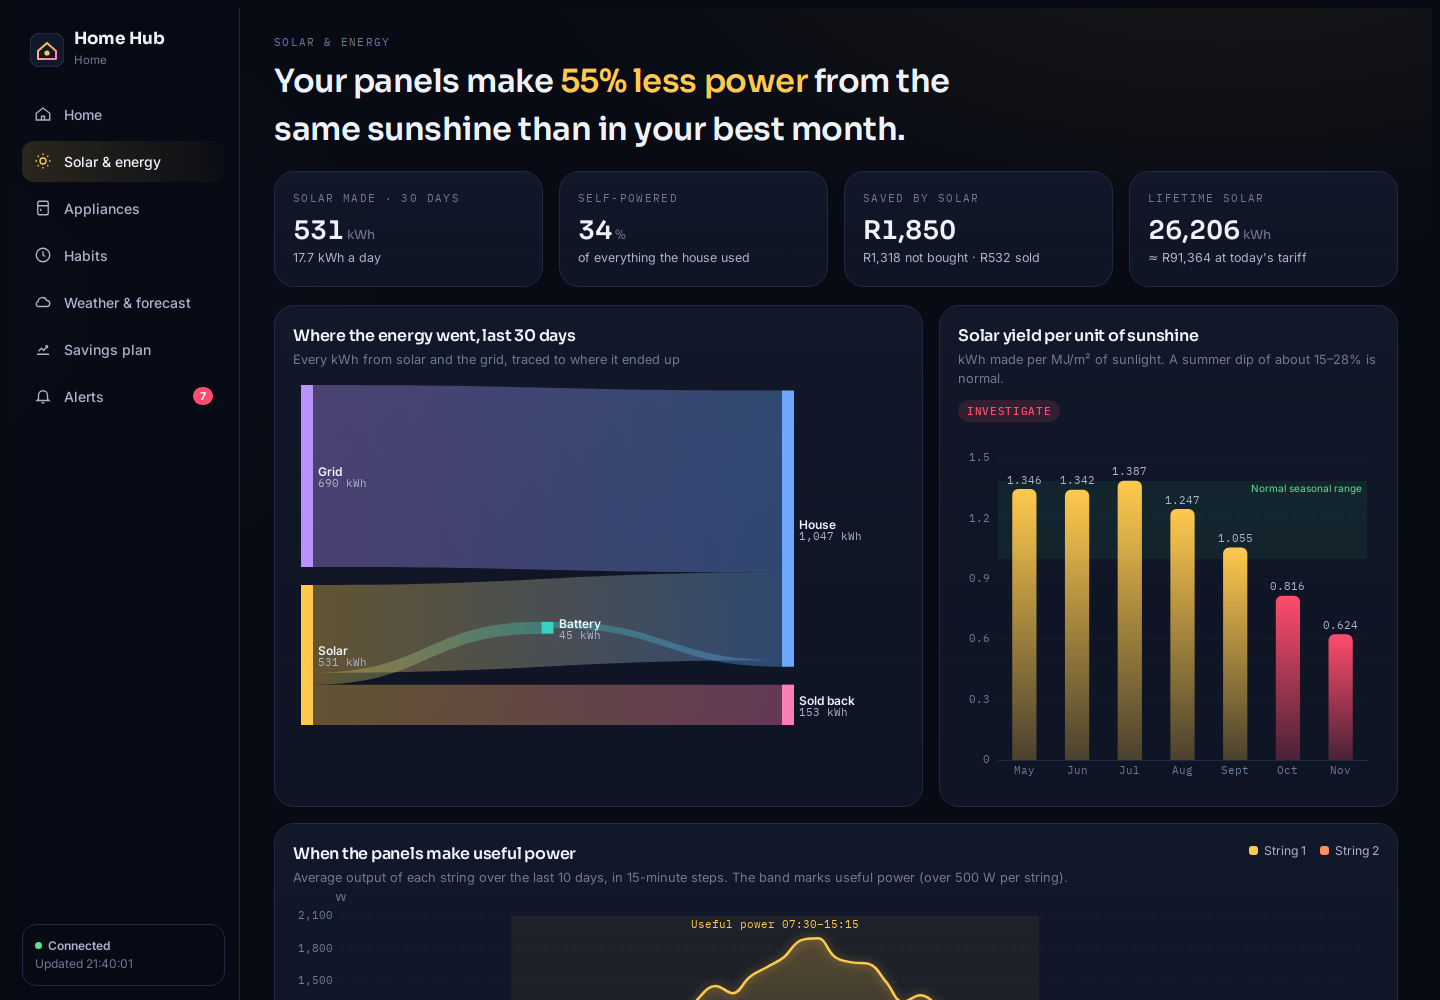 Home Hub
Home
Home
Solar & energy
Appliances
Habits
Weather & forecast
Savings plan
Alerts
7
Connected
Updated 21:40:01
SOLAR & ENERGY
Your panels make 55% less power from the
same sunshine than in your best month.
SOLAR MADE · 30 DAYS
531 kWh
17.7 kWh a day
SELF-POWERED
34 %
of everything the house used
SAVED BY SOLAR
R1,850
R1,318 not bought · R532 sold
LIFETIME SOLAR
26,206 kWh
≈ R91,364 at today's tariff
Where the energy went, last 30 days
Every kWh from solar and the grid, traced to where it ended up
Grid
690 kWh
House
1,047 kWh
Battery
45 kWh
Solar
531 kWh
Sold back
153 kWh
Solar yield per unit of sunshine
kWh made per MJ/m² of sunlight. A summer dip of about 15–28% is
normal.
INVESTIGATE
1.5
1.2
0.9
0.6
0.3
0
1.346
1.342
1.387
1.247
1.055
0.816
0.624
Normal seasonal range
May
Jun
Jul
Aug
Sept
Oct
Nov
When the panels make useful power
String 1
String 2
Average output of each string over the last 10 days, in 15-minute steps. The band marks useful power (over 500 W per string).
W
2,100
1,800
1,500
Useful power 07:30–15:15